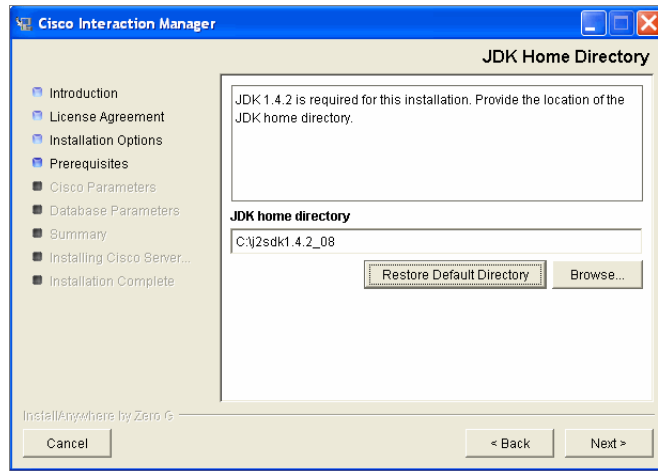 Cisco Interaction Manager
JDK Home Directory
Introduction
License Agreement
Installation Options
Prerequisites
Cisco Parameters
Database Parameters
Summary
Installing Cisco Server...
Installation Complete
JDK 1.4.2 is required for this installation. Provide the location of the
JDK home directory.
JDK home directory
C:\j2sdk1.4.2_08
Restore Default Directory
Browse...
InstallAnywhere by Zero G
Cancel
< Back
Next >